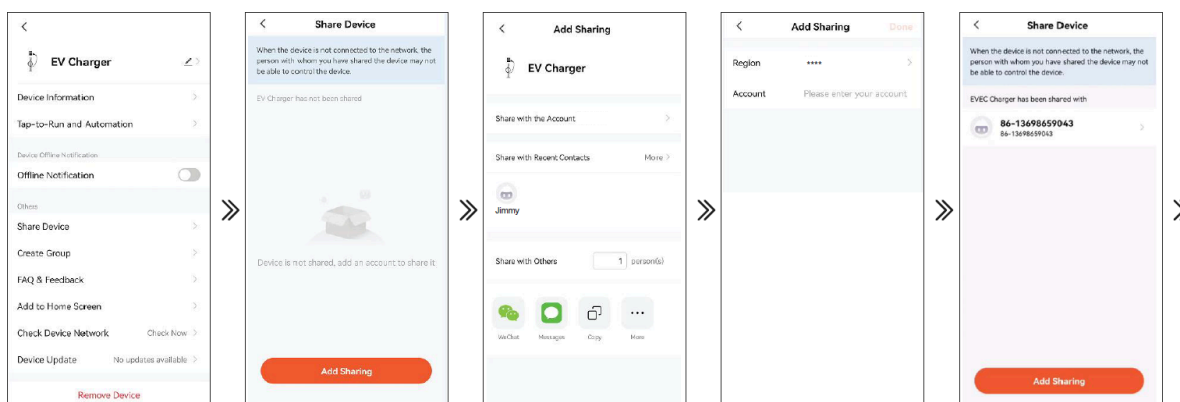 EV Charger
Device Information
Tap-to-Run and Automation
Device Offline Notification
Offline Notification
Others
Share Device
Create Group
FAQ & Feedback
Add to Home Screen
Check Device Network Check Now
Device Update No updates available
Remove Device
Share Device
When the device is not connected to the network, the
person with whom you have shared the device may not
be able to control the device.
EV Charger has not been shared
Device is not shared, add an account to share it
Add Sharing
Add Sharing
EV Charger
Share with the Account
Share with Recent Contacts More
Jimmy
Share with Others 1 person(s)
WeChat Messages Copy More
Add Sharing Done
Region ****
Account Please enter your account
Share Device
When the device is not connected to the network, the
person with whom you have shared the device may not
be able to control the device.
EVEC Charger has been shared with
86-13698659043
86-13698659043
Add Sharing